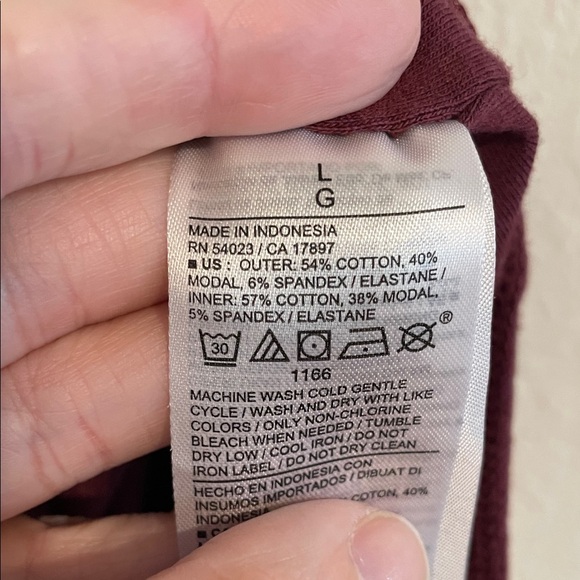 L
G
MADE IN INDONESIA
RN 54023 / CA 17897
■ US : OUTER: 54% COTTON, 40%
MODAL, 6% SPANDEX / ELASTANE /
INNER: 57% COTTON, 38% MODAL,
5% SPANDEX / ELASTANE
30
®
1166
MACHINE WASH COLD GENTLE
CYCLE / WASH AND DRY WITH LIKE
COLORS / ONLY NON-CHLORINE
BLEACH WHEN NEEDED / TUMBLE
DRY LOW / COOL IRON / DO NOT
IRON LABEL / DO NOT DRY CLEAN
HECHO EN INDONESIA CON
INSUMOS IMPORTADOS / DIBUAT DI
INDONESIA
COTTON, 40%